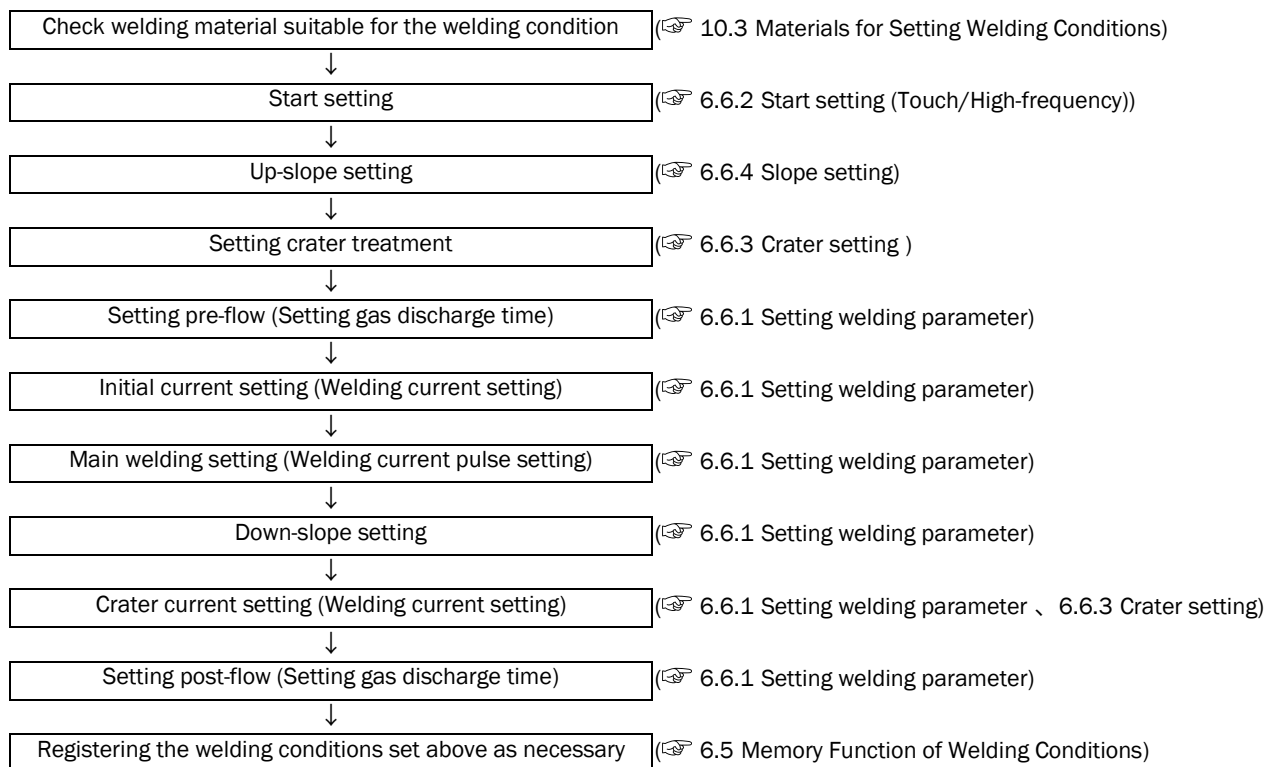 Check welding material suitable for the welding condition (☞ 10.3 Materials for Setting Welding Conditions)
↓
Start setting (☞ 6.6.2 Start setting (Touch/High-frequency))
↓
Up-slope setting (☞ 6.6.4 Slope setting)
↓
Setting crater treatment (☞ 6.6.3 Crater setting )
↓
Setting pre-flow (Setting gas discharge time) (☞ 6.6.1 Setting welding parameter)
↓
Initial current setting (Welding current setting) (☞ 6.6.1 Setting welding parameter)
↓
Main welding setting (Welding current pulse setting) (☞ 6.6.1 Setting welding parameter)
↓
Down-slope setting (☞ 6.6.1 Setting welding parameter)
↓
Crater current setting (Welding current setting) (☞ 6.6.1 Setting welding parameter 、 6.6.3 Crater setting)
↓
Setting post-flow (Setting gas discharge time) (☞ 6.6.1 Setting welding parameter)
↓
Registering the welding conditions set above as necessary (☞ 6.5 Memory Function of Welding Conditions)